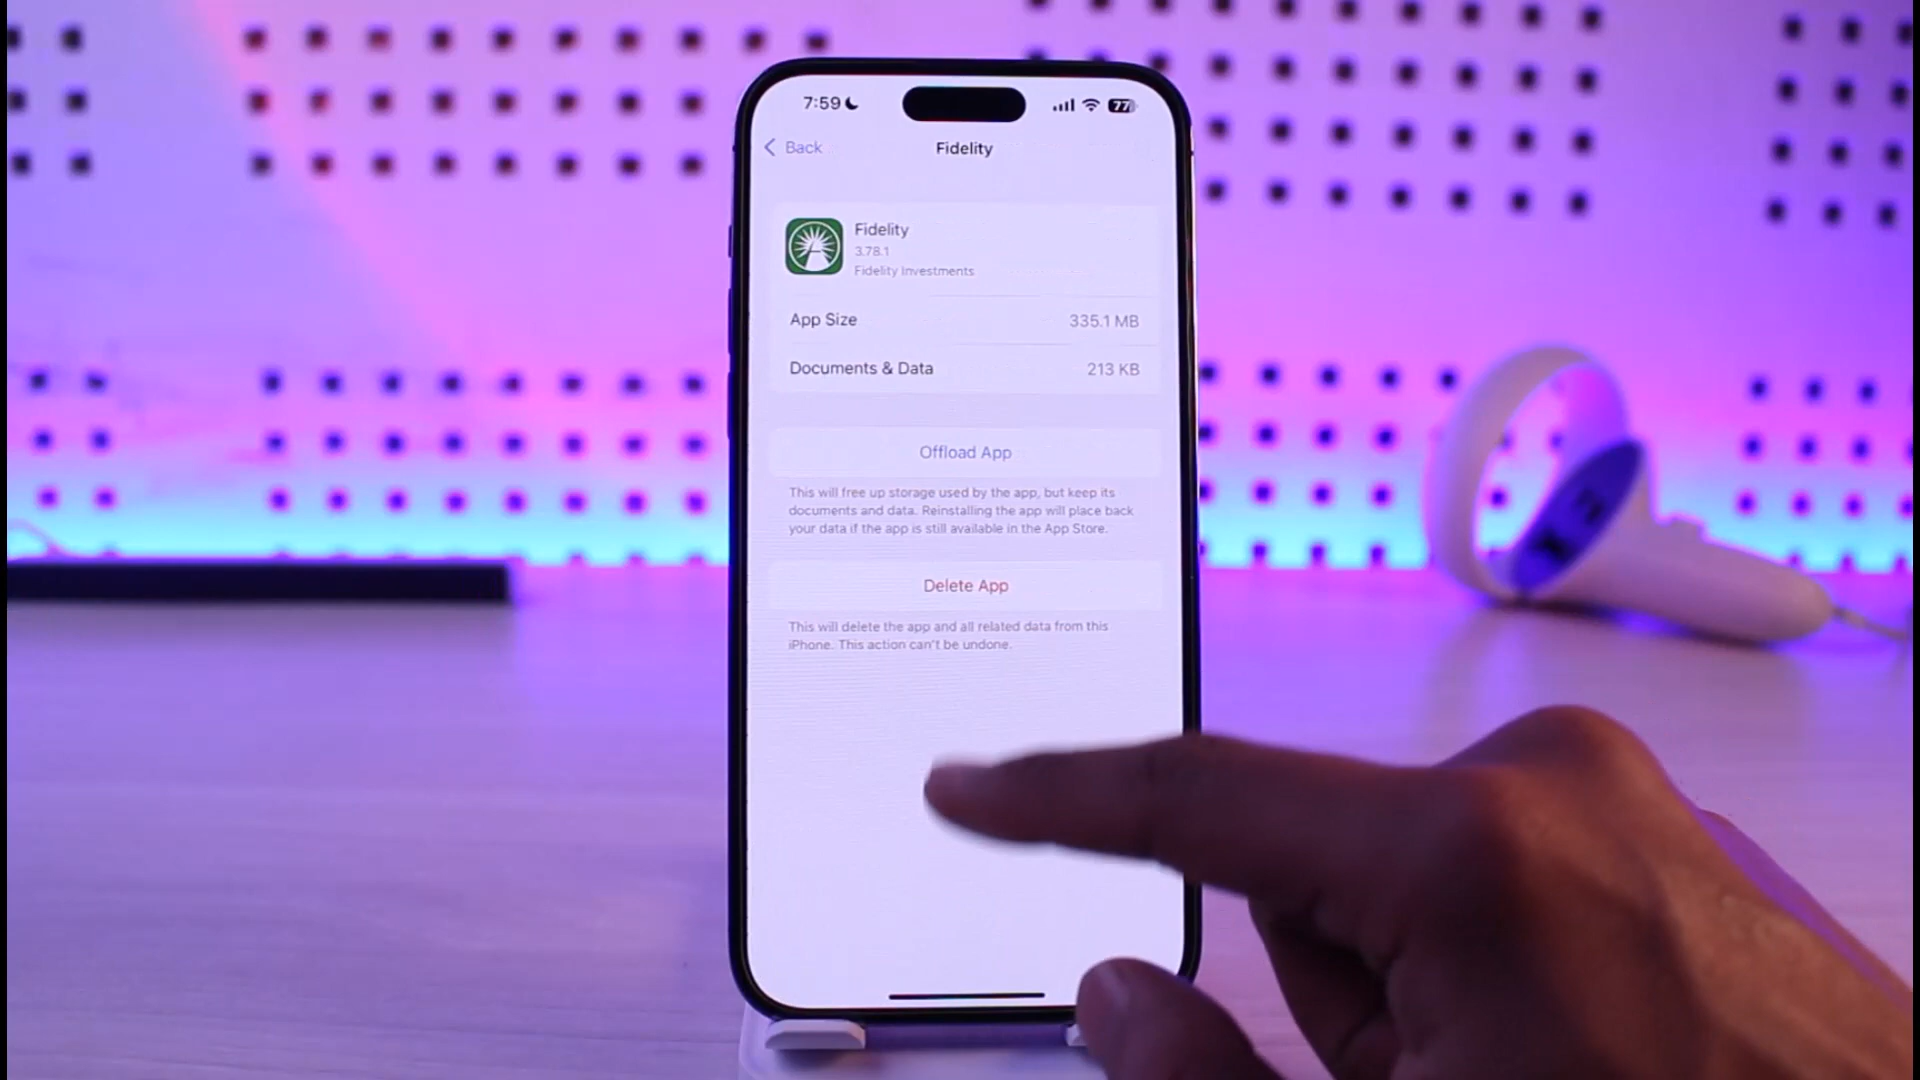 7:59
77
Back
Fidelity
Fidelity
3.78.1
Fidelity Investments
App Size
335.1 MB
Documents & Data
213 KB
Offload App
This will free up storage used by the app, but keep its
documents and data. Reinstalling the app will place back
your data if the app is still available in the App Store.
Delete App
This will delete the app and all related data from this
iPhone. This action can't be undone.